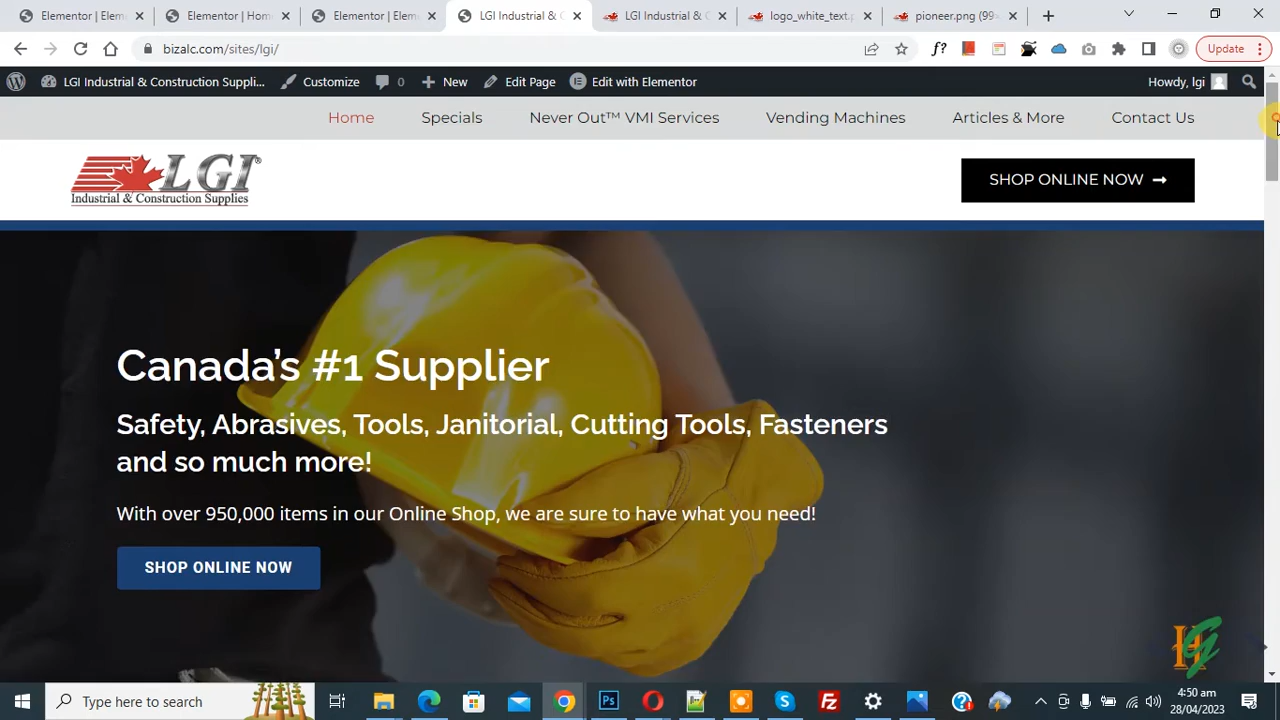 Elementor | Eleme
Elementor | Hom
Elementor | Elem
LGI Industrial & C
LGI Industrial & C
logo_white_text.p
pioneer.png (99×
bizalc.com/sites/lgi/
f?
Update
LGI Industrial & Construction Suppli...
Customize
0
New
Edit Page
Edit with Elementor
Howdy, lgi
Home
Specials
Never Out™ VMI Services
Vending Machines
Articles & More
Contact Us
LGI®
Industrial & Construction Supplies
SHOP ONLINE NOW
Canada's #1 Supplier
Safety, Abrasives, Tools, Janitorial, Cutting Tools, Fasteners
and so much more!
With over 950,000 items in our Online Shop, we are sure to have what you need!
SHOP ONLINE NOW
HG
Type here to search
Ps
4:50 am
28/04/2023